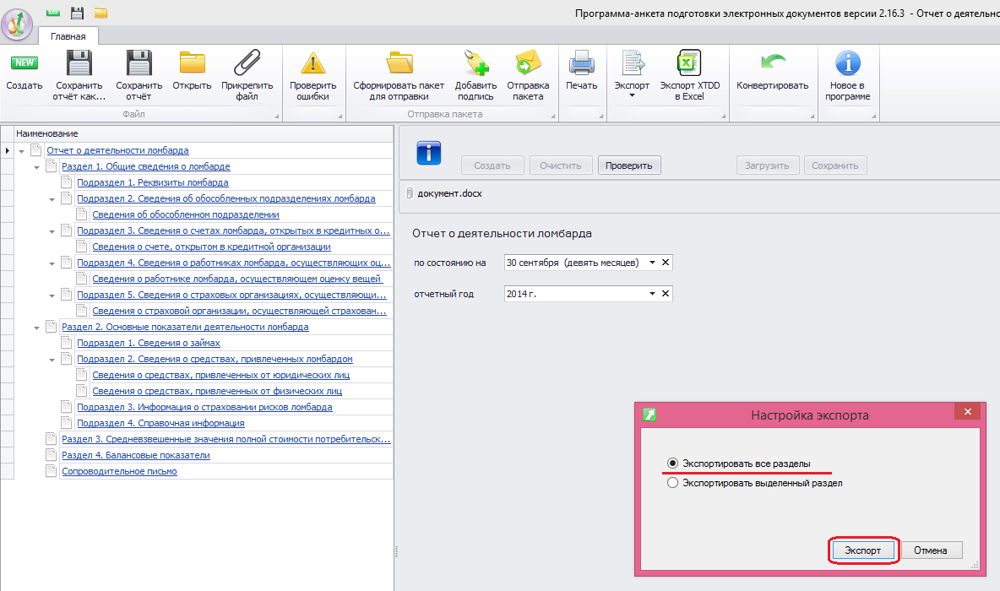 NEW
Программа-анкета подготовки электронных документов версии 2.16.3 - Отчет о деятельнос
Главная
NEW
Создать
Сохранить
отчёт как...
Сохранить
отчёт
Открыть
Прикрепить
файл
Проверить
ошибки
Сформировать пакет
для отправки
Добавить
подпись
Отправка
пакета
Печать
Экспорт
Экспорт XTDD
в Excel
Конвертировать
Новое в
программе
Файл
Отправка пакета
Наименование
Отчет о деятельности ломбарда
Раздел 1. Общие сведения о ломбарде
Подраздел 1. Реквизиты ломбарда
Подраздел 2. Сведения об обособленных подразделениях ломбарда
Сведения об обособленном подразделении
Подраздел 3. Сведения о счетах ломбарда, открытых в кредитных о...
Сведения о счете, открытом в кредитной организации
Подраздел 4. Сведения о работниках ломбарда, осуществляющих оц...
Сведения о работнике ломбарда, осуществляющем оценку вещей
Подраздел 5. Сведения о страховых организациях, осуществляющи...
Сведения о страховой организации, осуществляющей страхован...
Раздел 2. Основные показатели деятельности ломбарда
Подраздел 1. Сведения о займах
Подраздел 2. Сведения о средствах, привлеченных ломбардом
Сведения о средствах, привлеченных от юридических лиц
Сведения о средствах, привлеченных от физических лиц
Подраздел 3. Информация о страховании рисков ломбарда
Подраздел 4. Справочная информация
Раздел 3. Средневзвешенные значения полной стоимости потребительск...
Раздел 4. Балансовые показатели
Сопроводительное письмо
Создать
Очистить
Проверить
Загрузить
Сохранить
документ.docx
Отчет о деятельности ломбарда
по состоянию на
30 сентября (девять месяцев)
отчетный год
2014 г.
Настройка экспорта
Экспортировать все разделы
Экспортировать выделенный раздел
Экспорт
Отмена